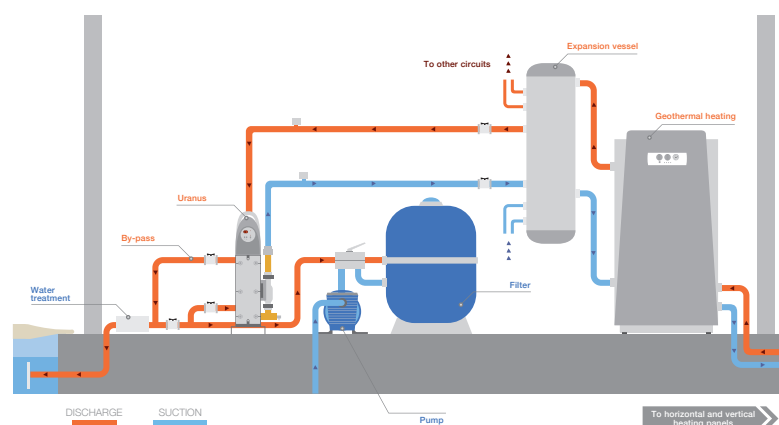 Expansion vessel
To other circuits
Geothermal heating
Uranus
By-pass
Water
treatment
Filter
Pump
DISCHARGE
SUCTION
To horizontal and vertical
heating panels